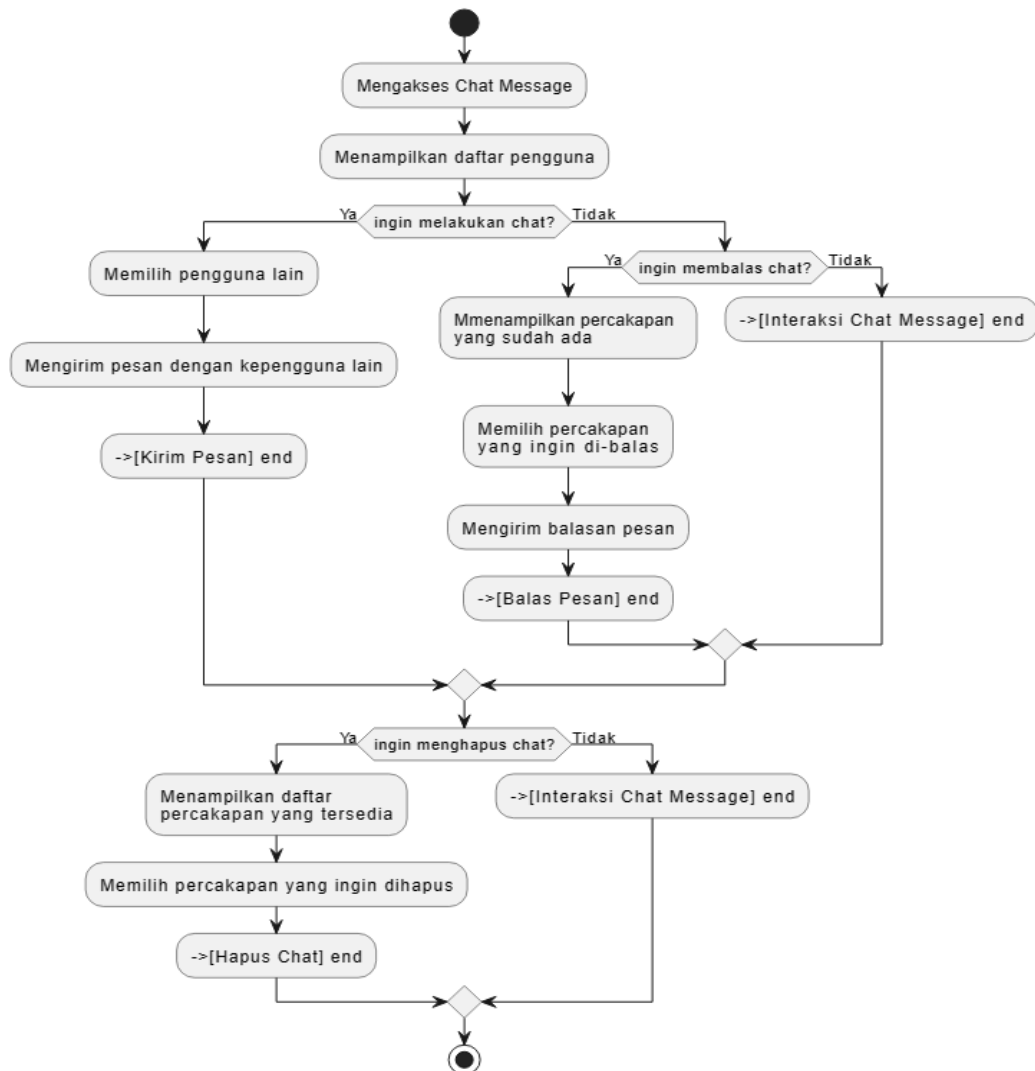 Mengakses Chat Message
Menampilkan daftar pengguna
Ya
ingin melakukan chat?
Tidak
Memilih pengguna lain
Mengirim pesan dengan kepengguna lain
->[Kirim Pesan] end
Ya
ingin membalas chat?
Tidak
Mmenampilkan percakapan
yang sudah ada
Memilih percakapan
yang ingin di-balas
Mengirim balasan pesan
->[Balas Pesan] end
->[Interaksi Chat Message] end
Ya
ingin menghapus chat?
Tidak
Menampilkan daftar
percakapan yang tersedia
Memilih percakapan yang ingin dihapus
->[Hapus Chat] end
->[Interaksi Chat Message] end